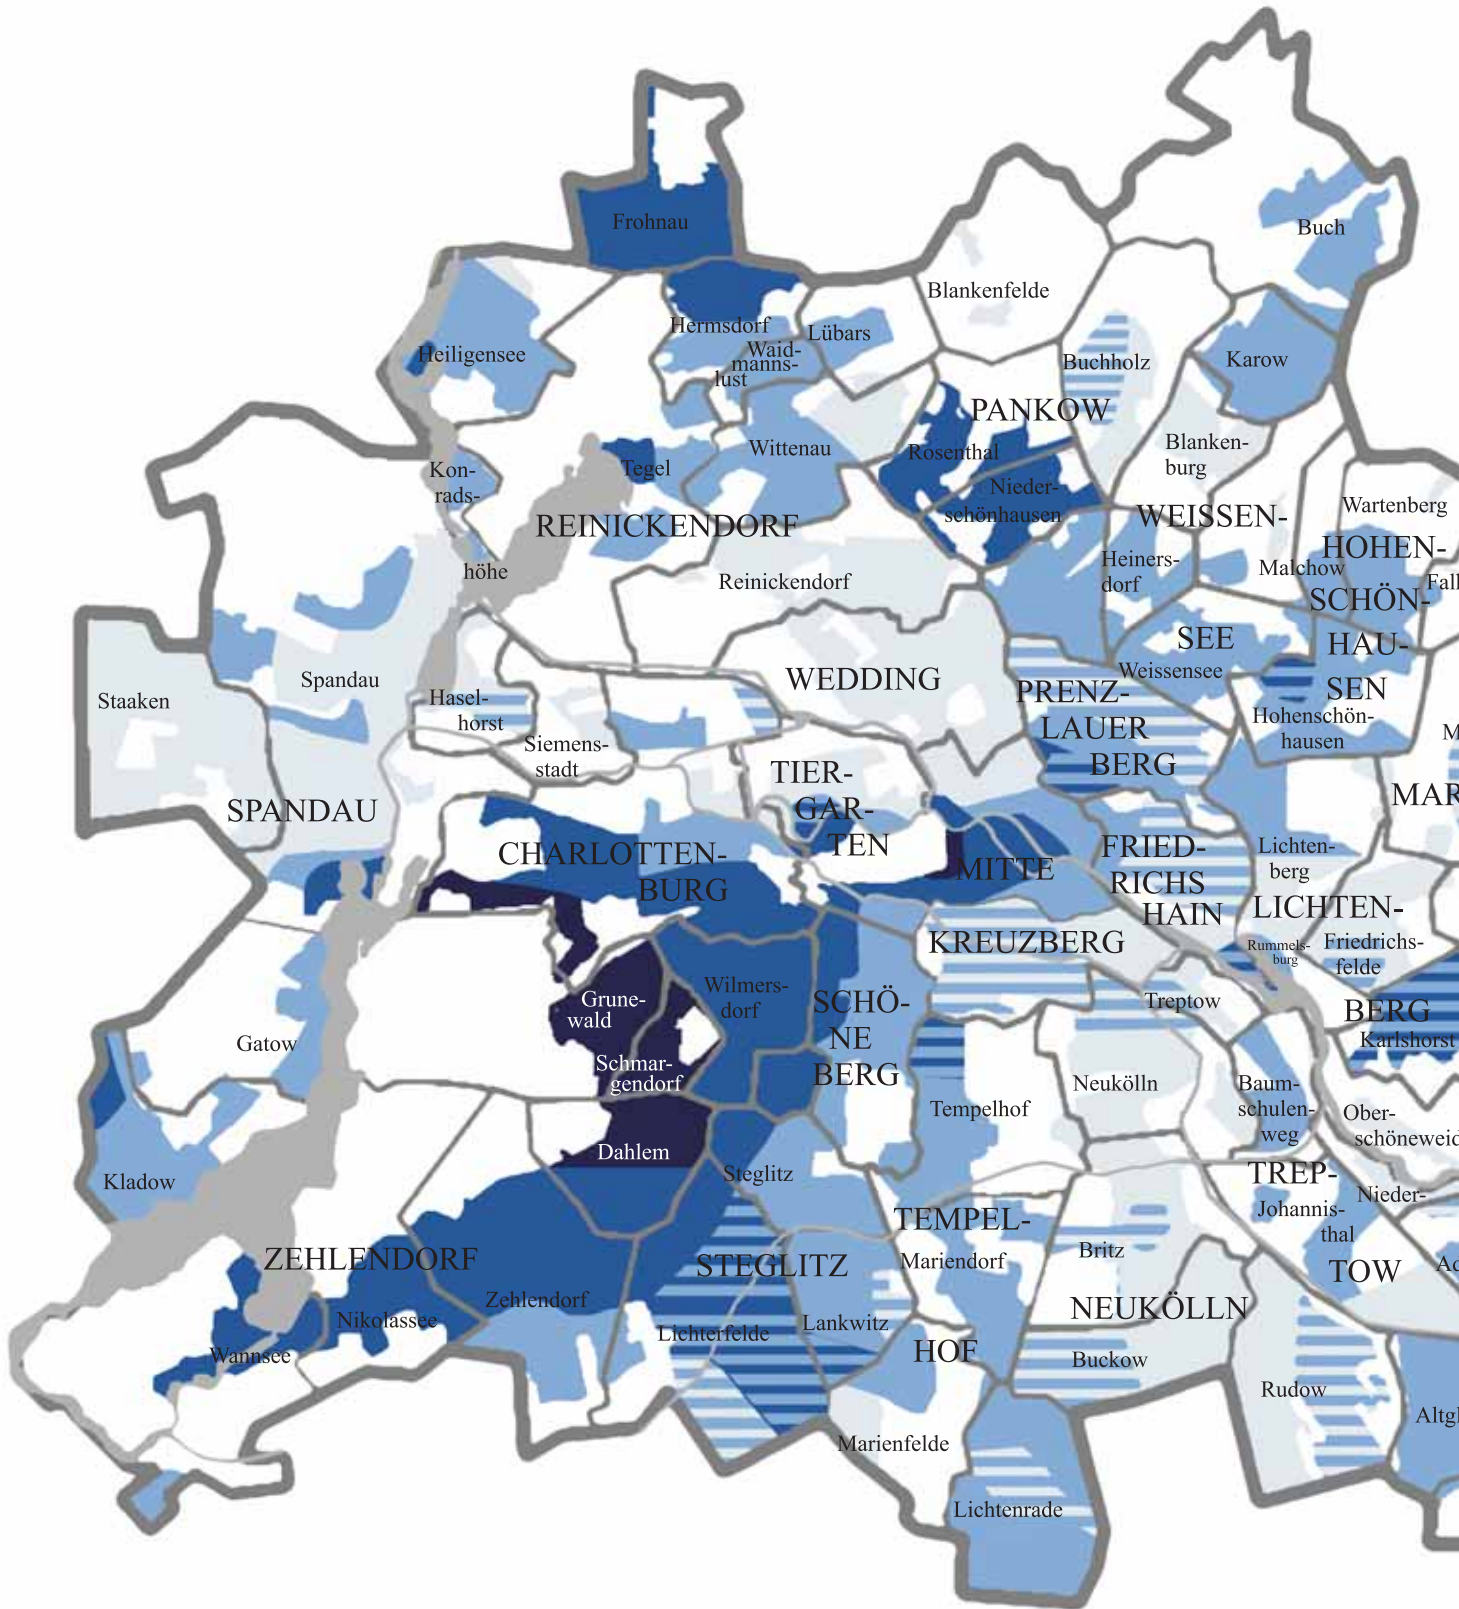 Frohnau
Buch
Blankenfelde
Hermsdorf
Lübars
Heiligensee
Waid-
manns-
lust
Buchholz
Karow
PANKOW
Wittenau
Rosenthal
Blanken-
burg
Kon-
rads-
höhe
Tegel
Nieder-
schönhausen
REINICKENDORF
WEISSEN-
SEE
Wartenberg
HOHEN-
SCHÖN-
HAU-
SEN
Heiners-
dorf
Malchow
Reinickendorf
Weissensee
Spandau
Staaken
WEDDING
PRENZ-
LAUER
BERG
Hasel-
horst
Hohenschön-
hausen
Siemens-
stadt
TIER-
GAR-
TEN
SPANDAU
CHARLOTTEN-
BURG
MITTE
FRIED-
RICHS
HAIN
Lichten-
berg
LICHTEN-
BERG
KREUZBERG
Rummels-
burg
Friedrichs-
felde
Grune-
wald
Wilmers-
dorf
SCHÖ-
NE
BERG
Treptow
Karlshorst
Gatow
Schmar-
gendorf
Neukölln
Baum-
schulen-
weg
Tempelhof
Ober-
schöneweid
Dahlem
Steglitz
Kladow
TREP-
TOW
Johannis-
thal
Nieder-
TEMPEL-
HOF
ZEHLENDORF
STEGLITZ
Mariendorf
Britz
Zehlendorf
Nikolassee
Lankwitz
Lichterfelde
NEUKÖLLN
Wannsee
Buckow
Rudow
Marienfelde
Lichtenrade
Altgl
MAR
Fall
M